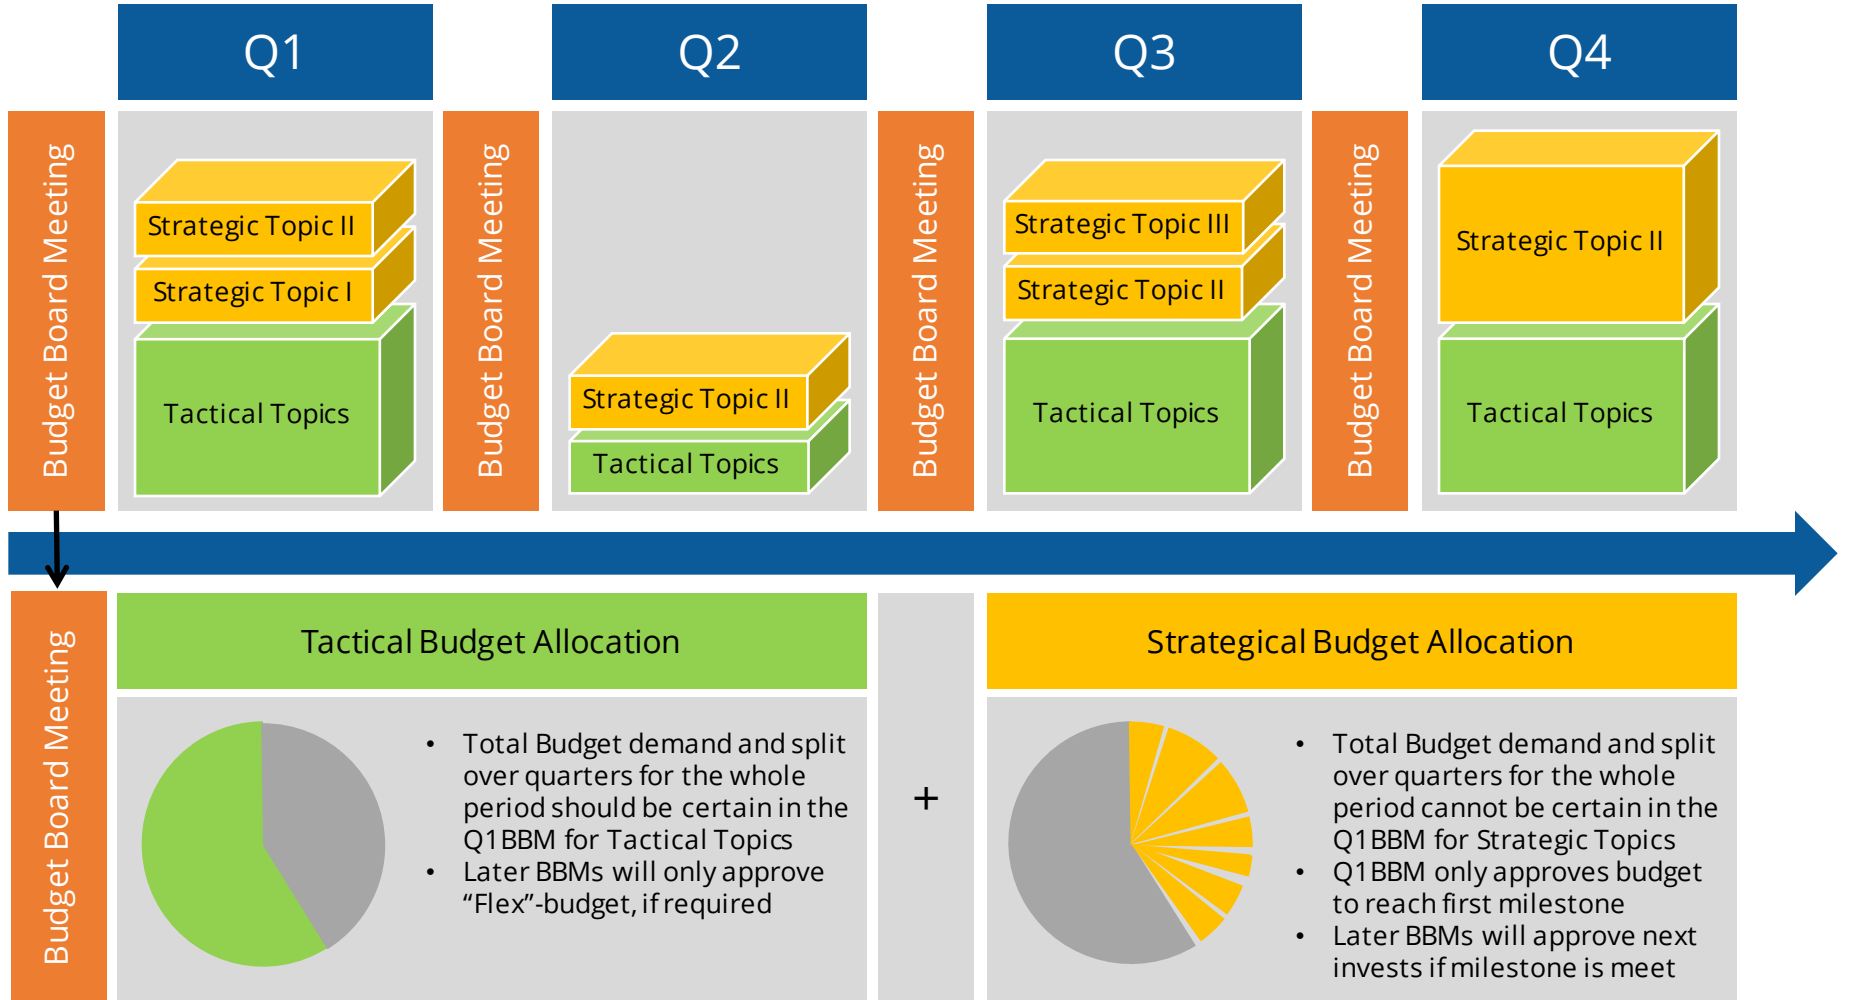 Q1
Q2
Q3
Q4
Budget Board Meeting
Strategic Topic II
Strategic Topic I
Tactical Topics
Budget Board Meeting
Strategic Topic II
Tactical Topics
Budget Board Meeting
Strategic Topic III
Strategic Topic II
Tactical Topics
Budget Board Meeting
Strategic Topic II
Tactical Topics
Budget Board Meeting
Tactical Budget Allocation
• Total Budget demand and split
over quarters for the whole
period should be certain in the
Q1BBM for Tactical Topics
• Later BBMs will only approve
“Flex”-budget, if required
+
Strategical Budget Allocation
• Total Budget demand and split
over quarters for the whole
period cannot be certain in the
Q1BBM for Strategic Topics
• Q1BBM only approves budget
to reach first milestone
• Later BBMs will approve next
invests if milestone is meet